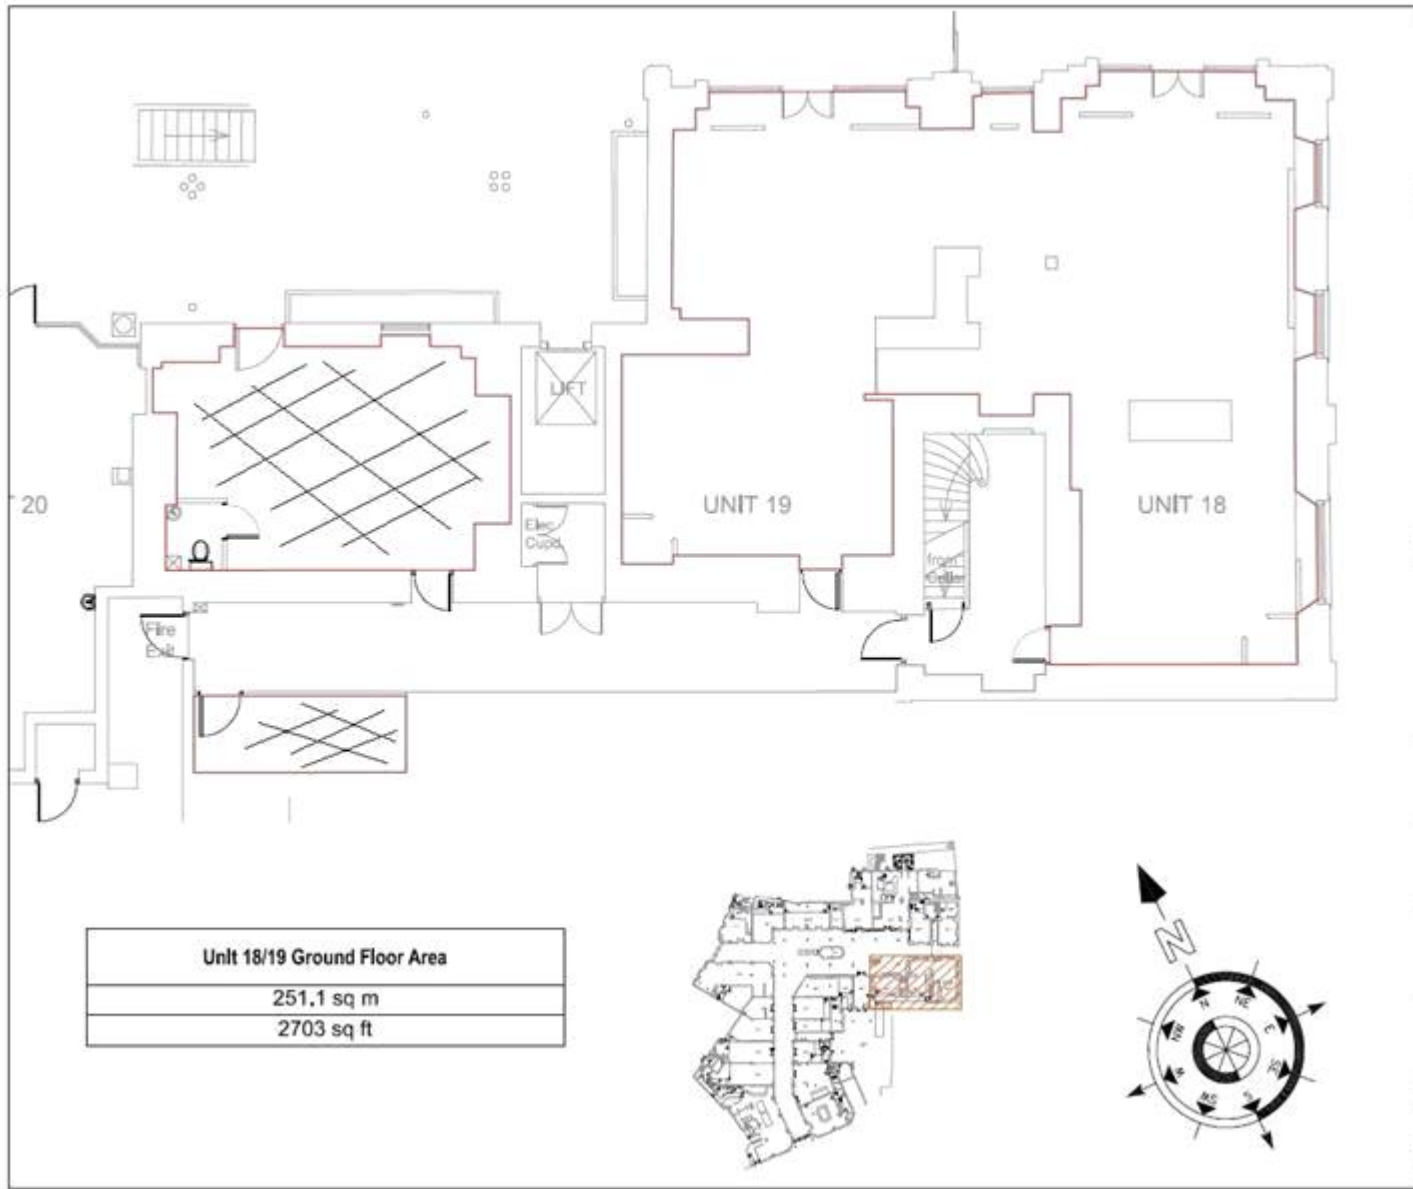 LIFT
20
Elec
Cupd
UNIT 19
UNIT 18
from
Cellar
Fire
Exit
Unit 18/19 Ground Floor Area
251.1 sq m
2703 sq ft
N
N
NE
E
SE
S
SW
W
NW